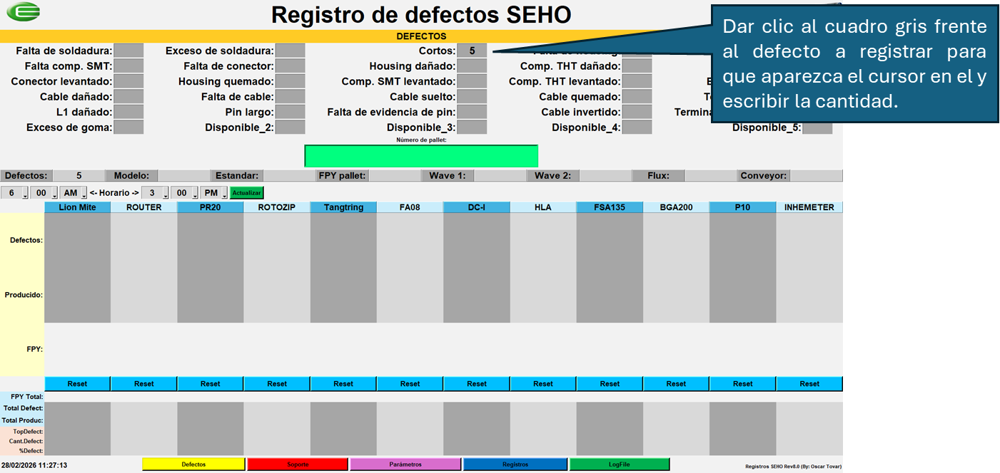 Registro de defectos SEHO
DEFECTOS
Dar clic al cuadro gris frente
al defecto a registrar para
que aparezca el cursor en el y
escribir la cantidad.
Falta de soldadura: Exceso de soldadura: Cortos: 5
Falta comp. SMT: Falta de conector: Housing dañado: Comp. THT dañado:
Conector levantado: Housing quemado: Comp. SMT levantado: Comp. THT levantado:
Cable dañado: Falta de cable: Cable suelto: Cable quemado:
L1 dañado: Pin largo: Falta de evidencia de pin: Cable invertido:
Exceso de goma: Disponible_2: Disponible_3: Disponible_4: Disponible_5:
Número de pallet:
Defectos: 5 Modelo: Estandar: FPY pallet: Wave 1: Wave 2: Flux: Conveyor:
6 00 AM <- Horario -> 3 00 PM Actualizar
Lion Mite ROUTER PR20 ROTOZIP Tangtring FA08 DC-I HLA FSA135 BGA200 P10 INHEMETER
Defectos:
Producido:
FPY:
Reset Reset Reset Reset Reset Reset Reset Reset Reset Reset Reset Reset
FPY Total:
Total Defect:
Total Produc:
TopDefect:
Cant.Defect:
%Defect:
28/02/2026 11:27:13 Defectos Soporte Parámetros Registros LogFile Registros SEHO Rev8.0 (By: Oscar Tovar)